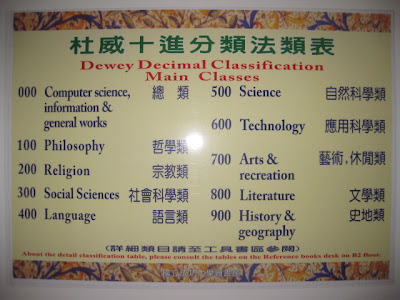 杜威十進分類法類表
Dewey Decimal Classification
Main Classes
000 Computer science, information & general works 總 類
100 Philosophy 哲學類
200 Religion 宗教類
300 Social Sciences 社會科學類
400 Language 語言類
500 Science 自然科學類
600 Technology 應用科學類
700 Arts & recreation 藝術,休閒類
800 Literature 文學類
900 History & geography 史地類
(詳細類目請至工具書區參閱)
About the detail classification table, please consult the tables on the Reference books desk on B2 floor.